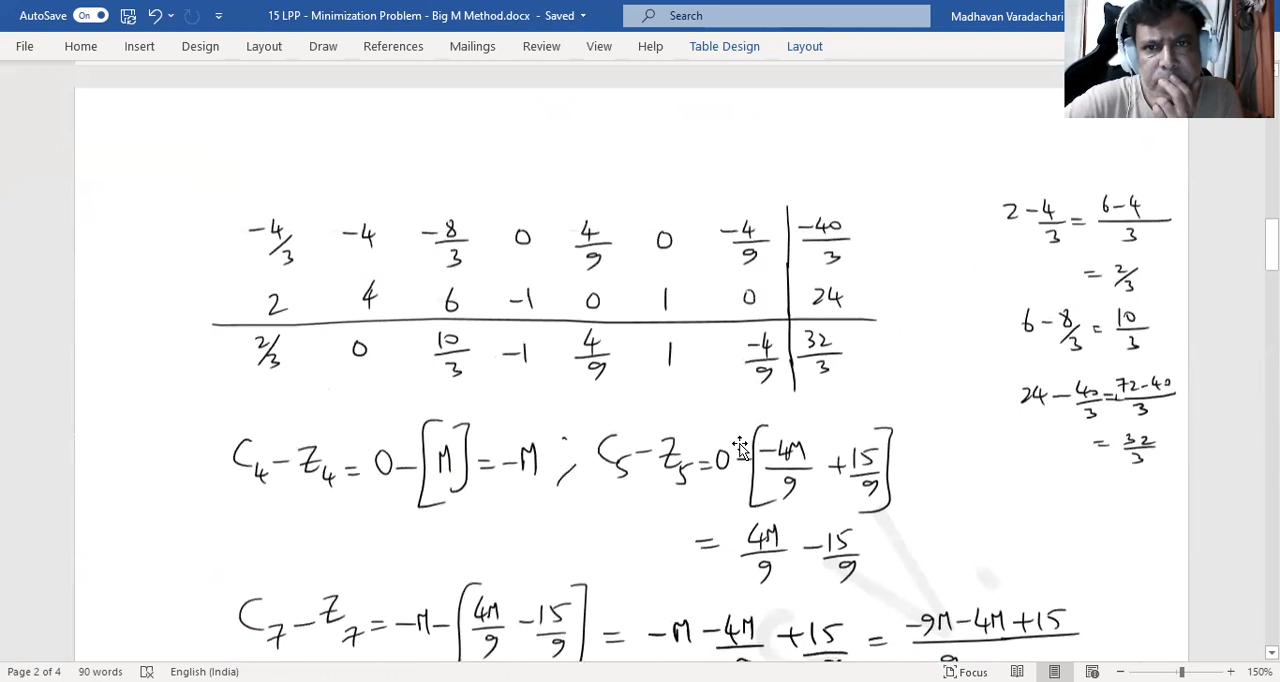 AutoSave On 15 LPP - Minimization Problem - Big M Method.docx - Saved Search Madhavan Varadachari
File Home Insert Design Layout Draw References Mailings Review View Help Table Design Layout
-4/3 -4 -8/3 0 4/9 0 -4/9 | -40/3
2 4 6 -1 0 1 0 | 24
2/3 0 10/3 -1 4/9 1 -4/9 | 32/3
2 - 4/3 = 6-4/3
= 2/3
6 - 8/3 = 10/3
24 - 40/3 = 72-40/3
= 32/3
C4 - Z4 = 0 - [M] = -M ; C5 - Z5 = 0 - [-4M/9 + 15/9]
= 4M/9 - 15/9
C7 - Z7 = -M - [4M/9 - 15/9] = -M - 4M/9 + 15/9 = -9M-4M+15/9
Page 2 of 4 90 words English (India) Focus 150%